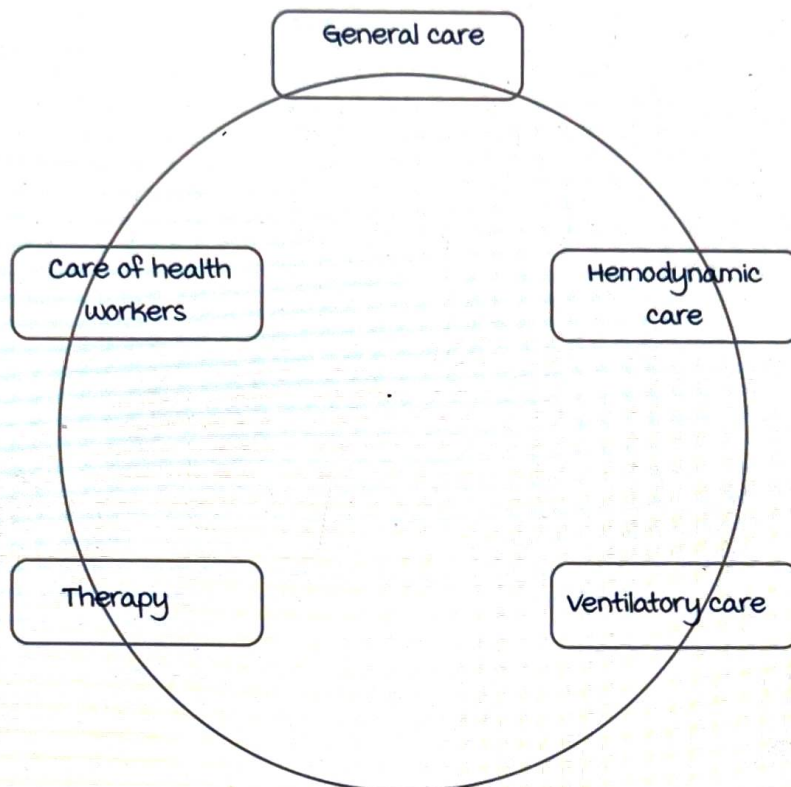 General care
Care of health
workers
Hemodynamic
care
Therapy
Ventilatory care